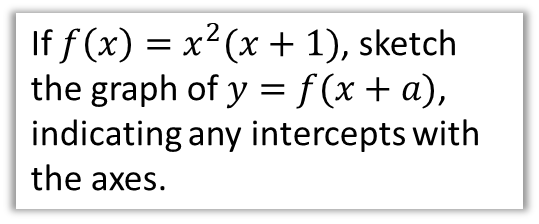 If f(x) = x²(x + 1), sketch
the graph of y = f(x + a),
indicating any intercepts with
the axes.